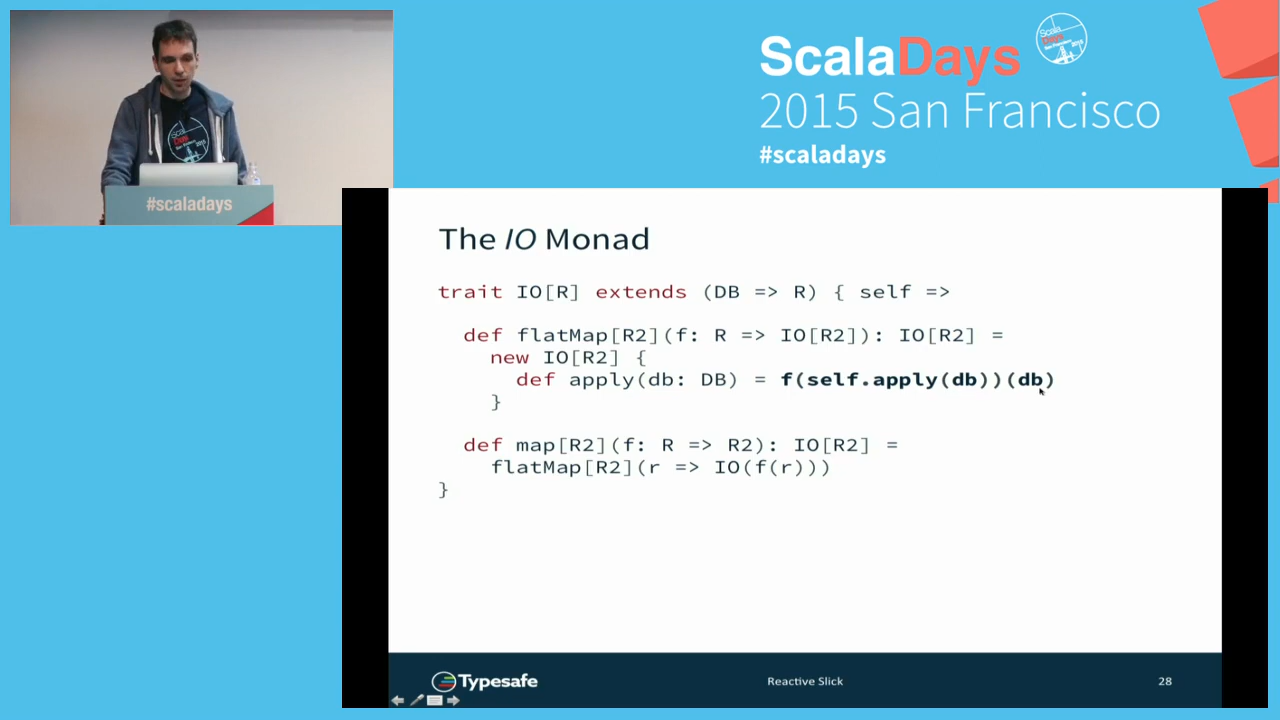 ScalaDays
2015 San Francisco
#scaladays
Scala
Days
#scaladays
The IO Monad
trait IO[R] extends (DB => R) { self =>
def flatMap[R2](f: R => IO[R2]): IO[R2] =
new IO[R2] {
def apply(db: DB) = f(self.apply(db))(db)
}
def map[R2](f: R => R2): IO[R2] =
flatMap[R2](r => IO(f(r)))
}
Typesafe
Reactive Slick
28